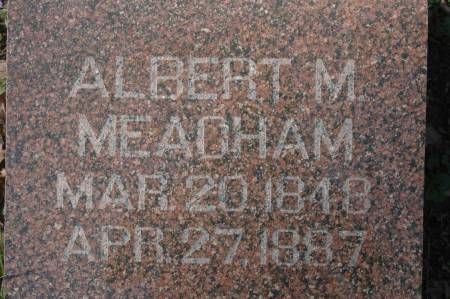 ALBERT M.
MEACHAM
MAR. 20, 1848
APR. 27, 1887